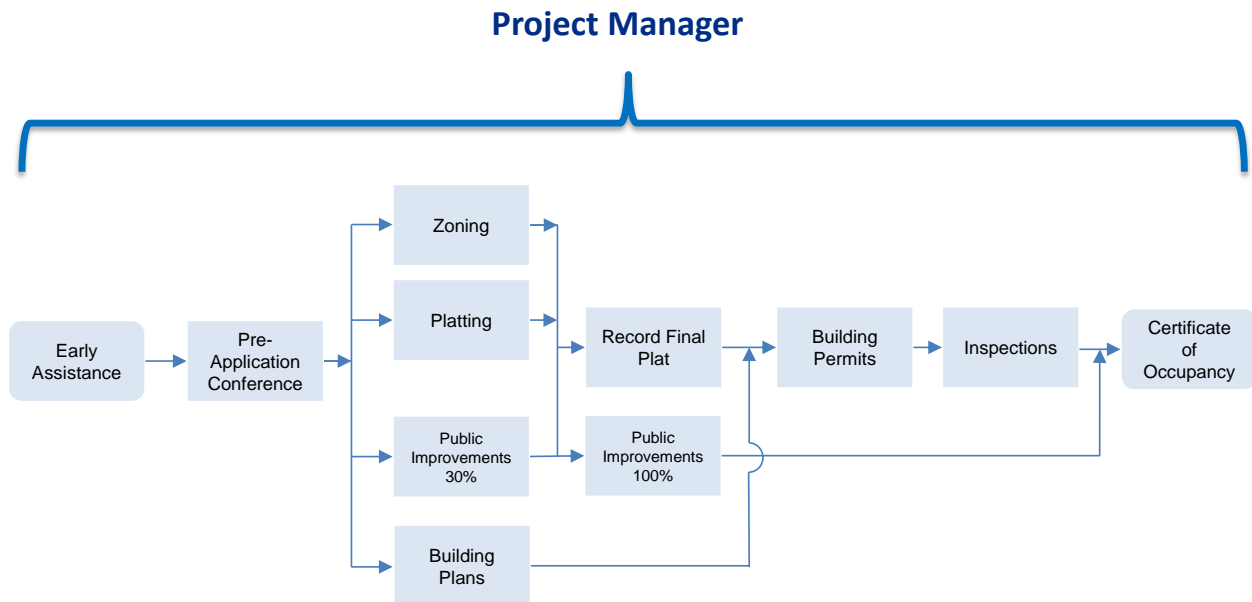 Project Manager
Zoning
Platting
Early
Assistance
Pre-
Application
Conference
Record Final
Plat
Building
Permits
Inspections
Certificate
of
Occupancy
Public
Improvements
30%
Public
Improvements
100%
Building
Plans